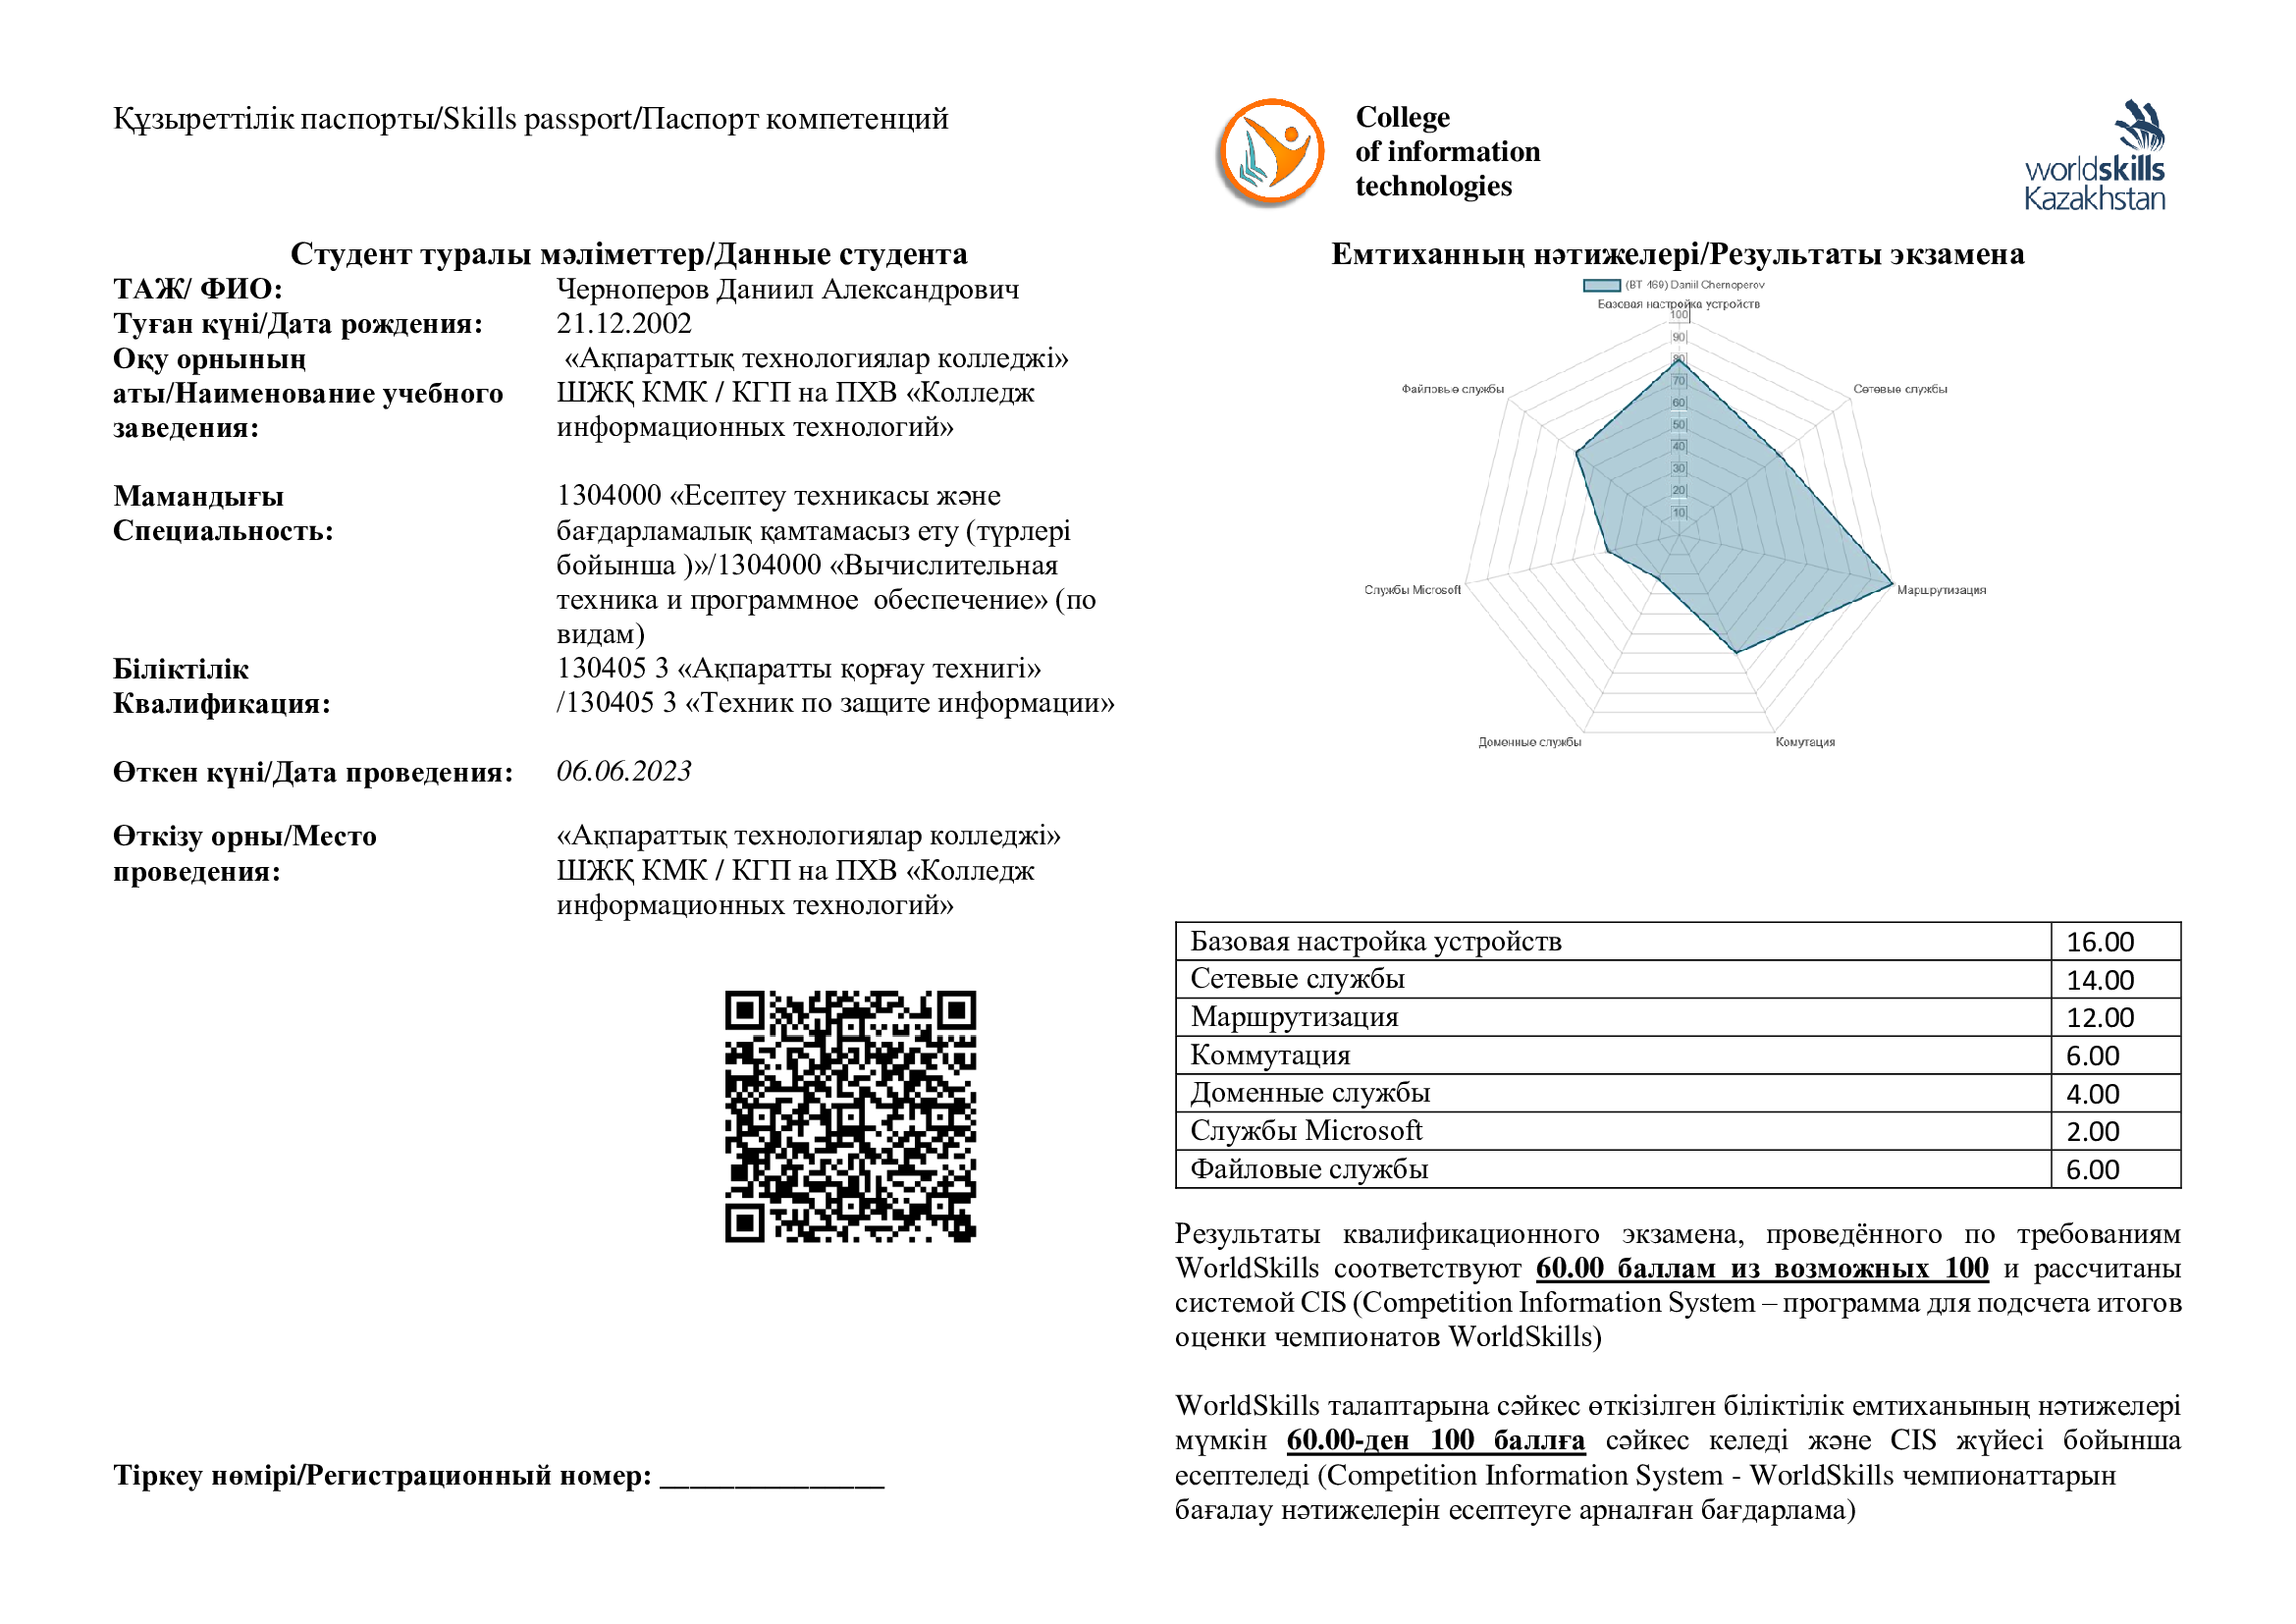 Құзыреттілік паспорты/Skills passport/Паспорт компетенций
Студент туралы мәліметтер/Данные студента
ТАЖ/ ФИО: Черноперов Даниил Александрович
Туған күні/Дата рождения: 21.12.2002
Оқу орнының
аты/Наименование учебного
заведения:
«Ақпараттық технологиялар колледжі»
ШЖҚ КМК / КГП на ПХВ «Колледж
информационных технологий»
Мамандығы
Специальность:
1304000 «Есептеу техникасы және
бағдарламалық қамтамасыз ету (түрлері
бойынша )»/1304000 «Вычислительная
техника и программное  обеспечение» (по
видам)
Біліктілік
Квалификация:
130405 3 «Ақпаратты қорғау технигі»
/130405 3 «Техник по защите информации»
Өткен күні/Дата проведения: 06.06.2023
Өткізу орны/Место
проведения:
«Ақпараттық технологиялар колледжі»
ШЖҚ КМК / КГП на ПХВ «Колледж
информационных технологий»
Тіркеу нөмірі/Регистрационный номер: _______________
College
of information
technologies
worldskills
Kazakhstan
Емтиханның нәтижелері/Результаты экзамена
(BT 469) Daniil Chernoperov
Базовая настройка устройств
100
90
80
70
60
50
40
30
20
10
Файловые службы
Сетевые службы
Службы Microsoft
Маршрутизация
Доменные службы
Комутация
Базовая настройка устройств 16.00
Сетевые службы 14.00
Маршрутизация 12.00
Коммутация 6.00
Доменные службы 4.00
Службы Microsoft 2.00
Файловые службы 6.00
Результаты квалификационного экзамена, проведённого по требованиям
WorldSkills соответствуют 60.00 баллам из возможных 100 и рассчитаны
системой CIS (Competition Information System – программа для подсчета итогов
оценки чемпионатов WorldSkills)
WorldSkills талаптарына сәйкес өткізілген біліктілік емтиханының нәтижелері
мүмкін 60.00-ден 100 баллға сәйкес келеді және CIS жүйесі бойынша
есептеледі (Competition Information System - WorldSkills чемпионаттарын
бағалау нәтижелерін есептеуге арналған бағдарлама)